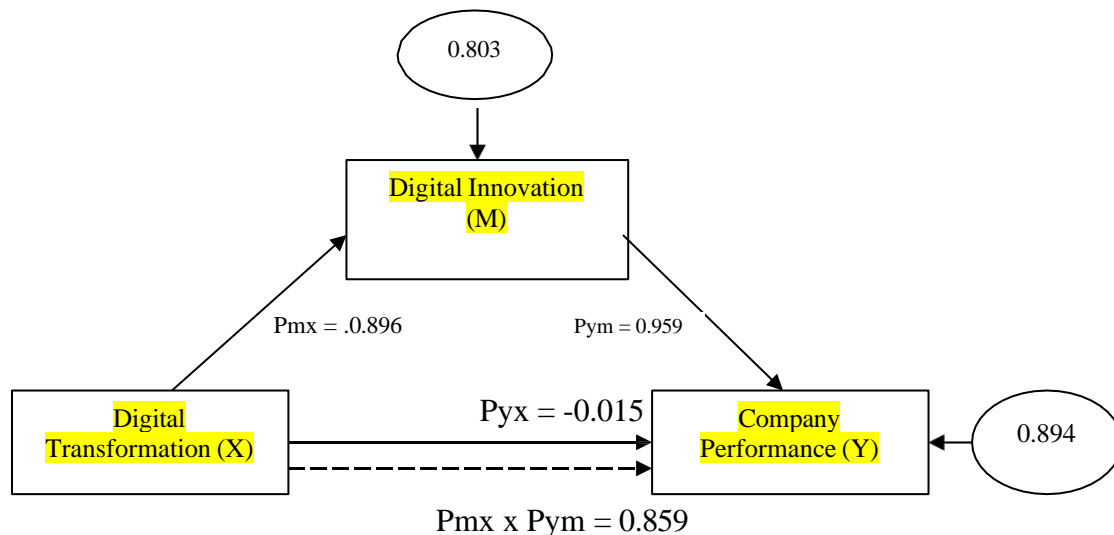 0.803
Digital Innovation
(M)
Pmx = .0.896
Pym = 0.959
Digital
Transformation (X)
Pyx = -0.015
Company
Performance (Y)
0.894
Pmx x Pym = 0.859